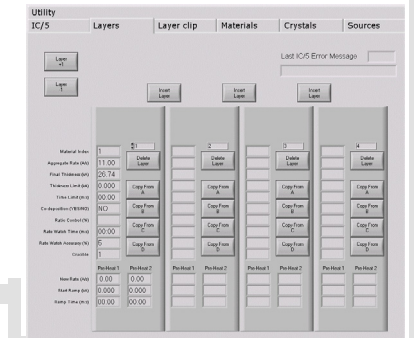 Utility
IC/5 Layers Layer clip Materials Crystals Sources
Layer +1
Last IC/5 Error Message
Layer
Insert Layer Insert Layer Insert Layer
1 2 3 4
Material Index 1
Delete Layer Delete Layer Delete Layer Delete Layer
Aggregate Rate (A/s) 11.00
Final Thickness (kA) 26.74
Thickness Limit (kA) 0.000
Copy From A Copy From A Copy From A Copy From A
Time Limit (m:s) 00:00
Co-deposition (YES/NO) NO
Copy From B Copy From B Copy From B Copy From B
Ratio Control (%)
Rate Watch Time (m:s) 00:00
Copy From C Copy From C Copy From C Copy From C
Rate Watch Accuracy (%) 5
Copy From D Copy From D Copy From D Copy From D
Crucible 1
Pre-Heat 1 Pre-Heat 2 Pre-Heat 1 Pre-Heat 2 Pre-Heat 1 Pre-Heat 2 Pre-Heat 1 Pre-Heat 2
New Rate (A/s) 0.00 0.00
Start Ramp (kA) 0.000 0.000
Ramp Time (m:s) 00:00 00:00